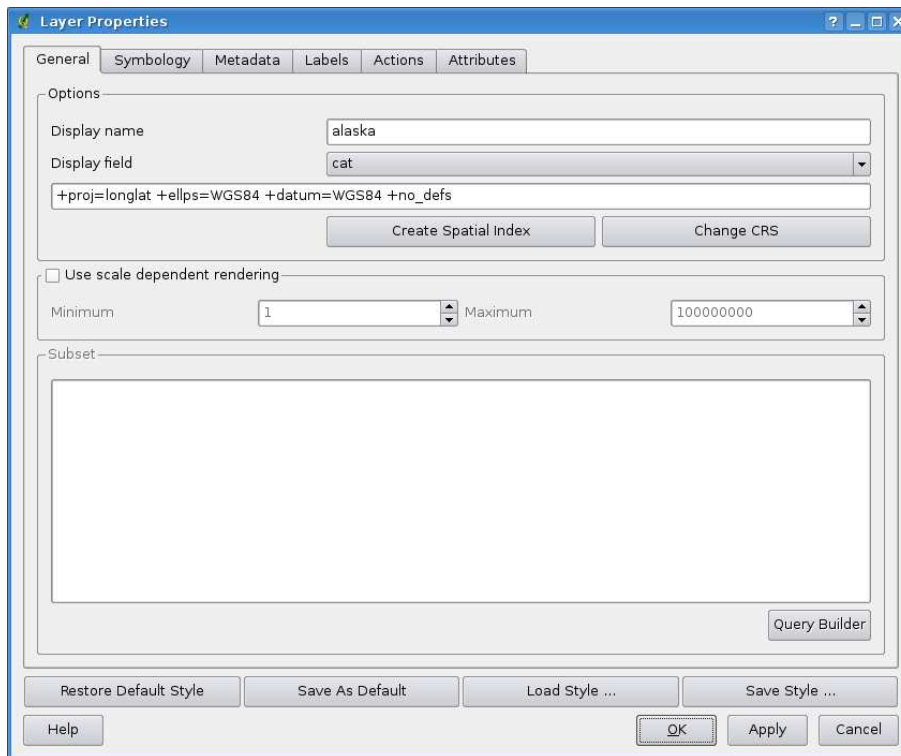 Layer Properties
General Symbology Metadata Labels Actions Attributes
Options
Display name alaska
Display field cat
+proj=longlat +ellps=WGS84 +datum=WGS84 +no_defs
Create Spatial Index Change CRS
Use scale dependent rendering
Minimum 1 Maximum 100000000
Subset
Query Builder
Restore Default Style Save As Default Load Style ... Save Style ...
Help OK Apply Cancel